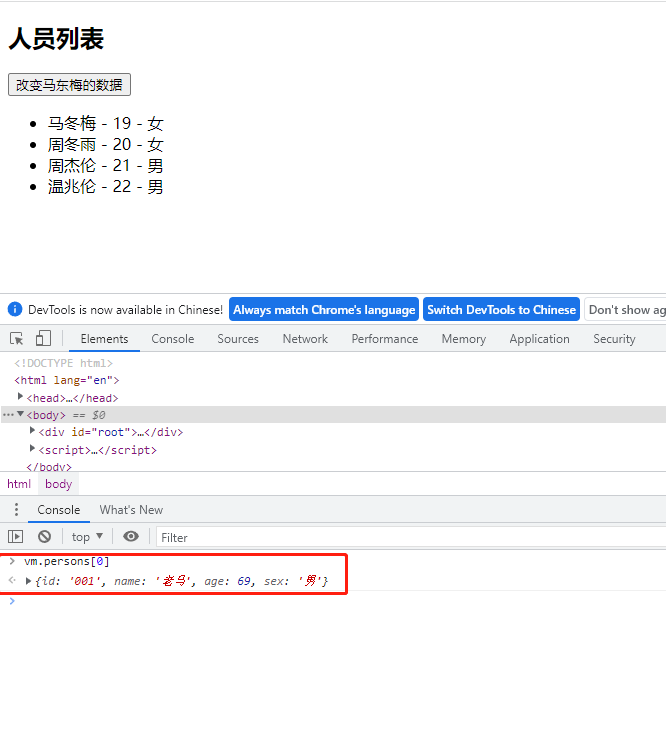 人员列表
改变马东梅的数据
马冬梅 - 19 - 女
周冬雨 - 20 - 女
周杰伦 - 21 - 男
温兆伦 - 22 - 男
DevTools is now available in Chinese! Always match Chrome's language Switch DevTools to Chinese Don't show ag
Elements Console Sources Network Performance Memory Application Security
<!DOCTYPE html>
<html lang="en">
<head>…</head>
<body> == $0
<div id="root">…</div>
<script>…</script>
</body>
html body
Console What's New
top Filter
vm.persons[0]
{id: '001', name: '老马', age: 69, sex: '男'}